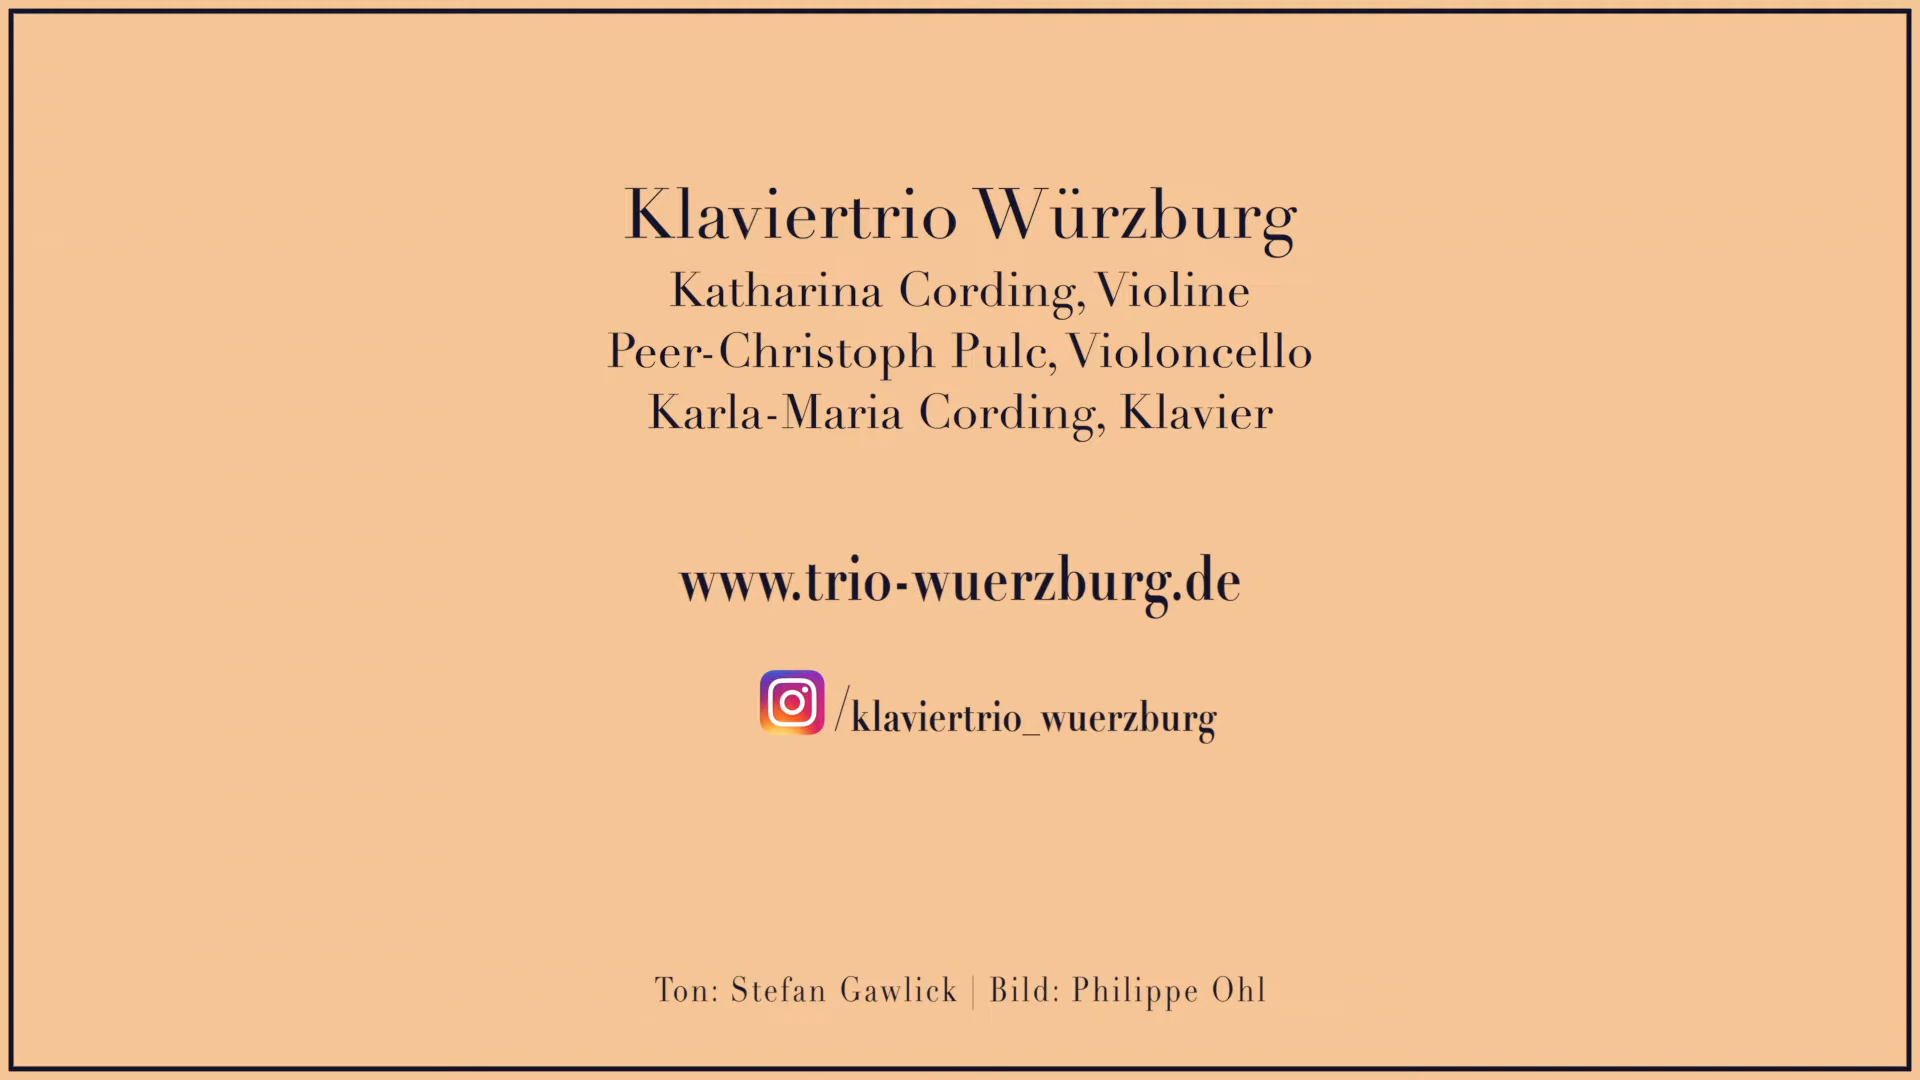 Klaviertrio Würzburg
Katharina Cording, Violine
Peer-Christoph Pulc, Violoncello
Karla-Maria Cording, Klavier
www.trio-wuerzburg.de
/klaviertrio_wuerzburg
Ton: Stefan Gawlick | Bild: Philippe Ohl